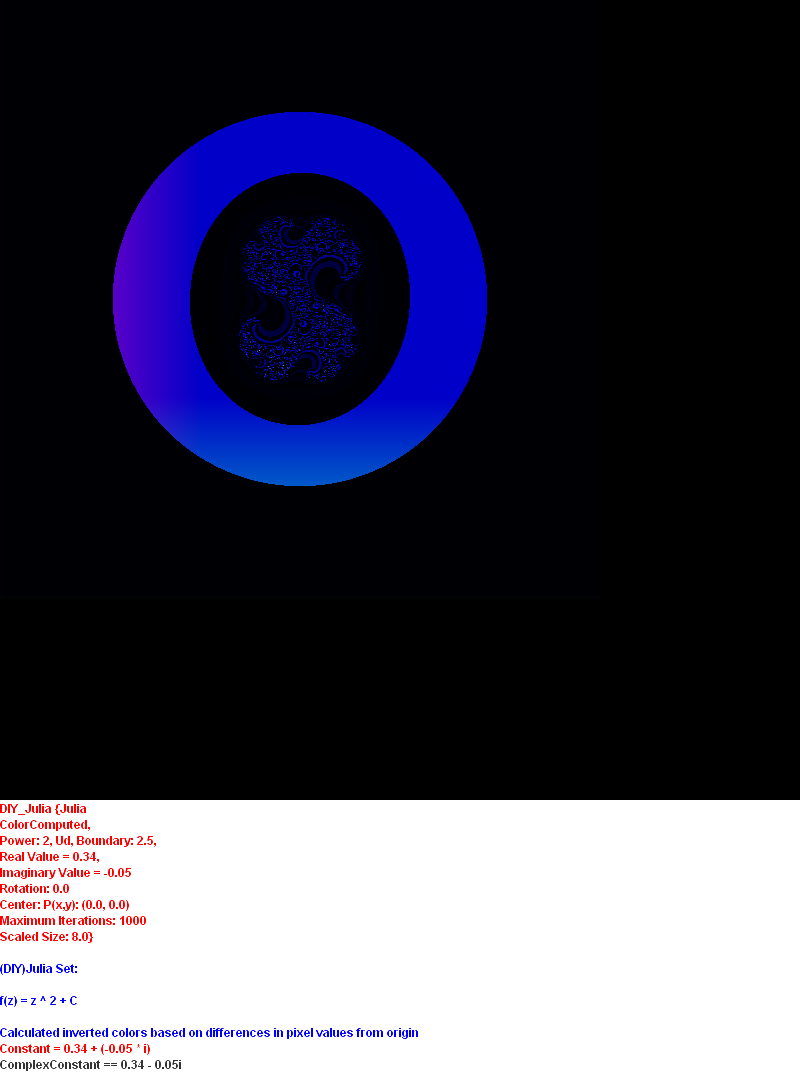 DIY_Julia {Julia
ColorComputed,
Power: 2, Ud, Boundary: 2.5,
Real Value = 0.34,
Imaginary Value = -0.05
Rotation: 0.0
Center: P(x,y): (0.0, 0.0)
Maximum Iterations: 1000
Scaled Size: 8.0}
(DIY)Julia Set:
f(z) = z ^ 2 + C
Calculated inverted colors based on differences in pixel values from origin
Constant = 0.34 + (-0.05 * i)
ComplexConstant == 0.34 - 0.05i